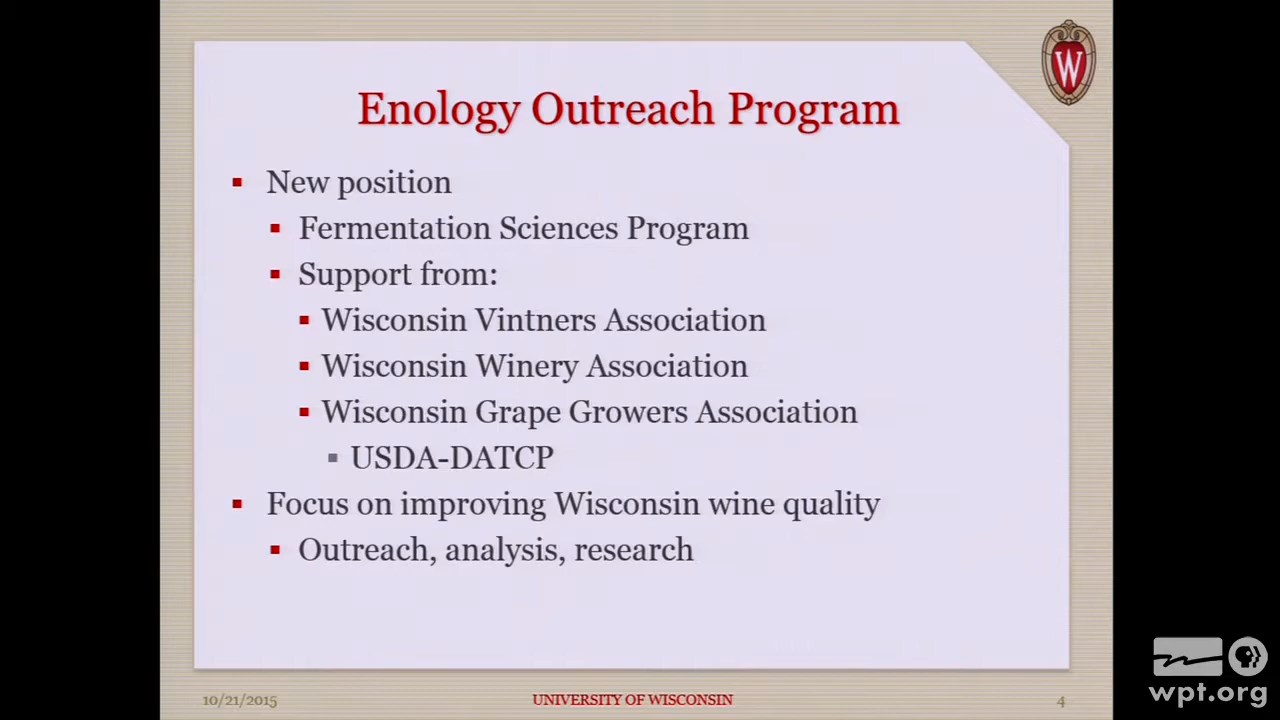 W
Enology Outreach Program
New position
Fermentation Sciences Program
Support from:
Wisconsin Vintners Association
Wisconsin Winery Association
Wisconsin Grape Growers Association
USDA-DATCP
Focus on improving Wisconsin wine quality
Outreach, analysis, research
10/21/2015 UNIVERSITY OF WISCONSIN 4
wpt.org